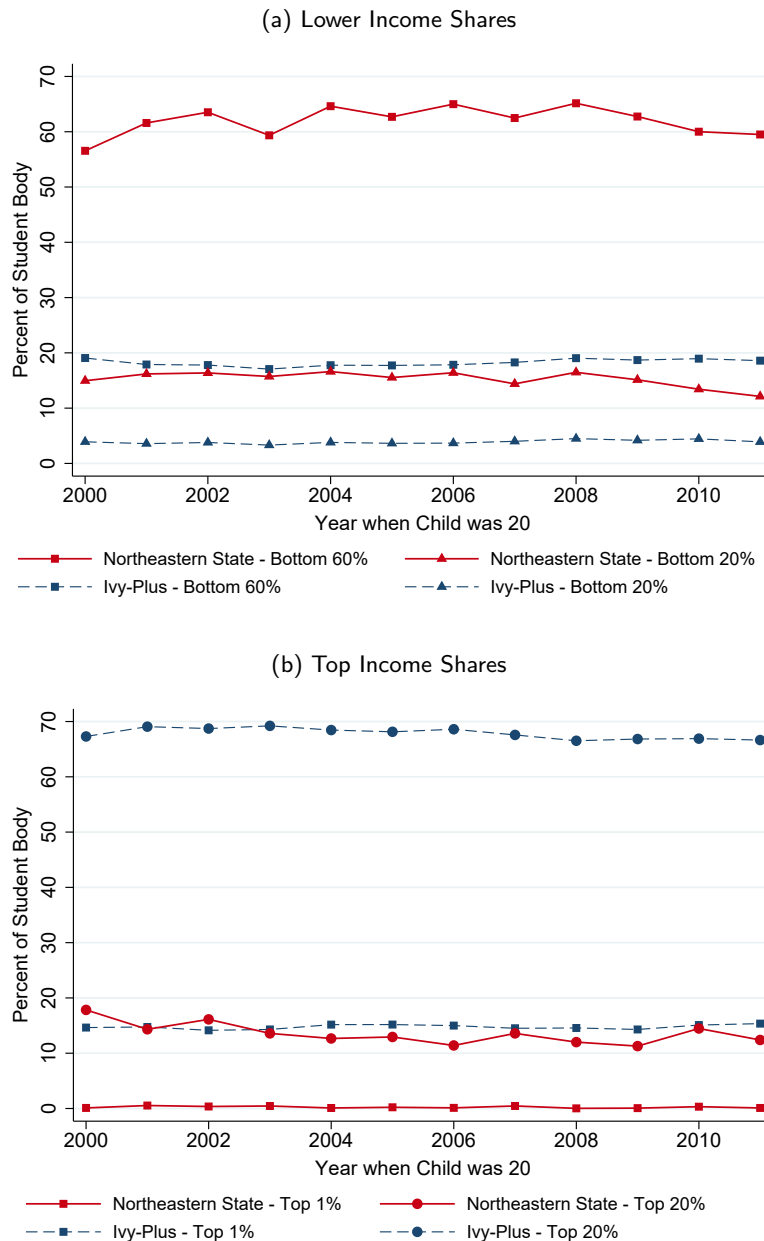 (a) Lower Income Shares
70
60
50
40
30
20
10
0
Percent of Student Body
2000 2002 2004 2006 2008 2010
Year when Child was 20
Northeastern State - Bottom 60% Northeastern State - Bottom 20%
Ivy-Plus - Bottom 60% Ivy-Plus - Bottom 20%
(b) Top Income Shares
70
60
50
40
30
20
10
0
Percent of Student Body
2000 2002 2004 2006 2008 2010
Year when Child was 20
Northeastern State - Top 1% Northeastern State - Top 20%
Ivy-Plus - Top 1% Ivy-Plus - Top 20%